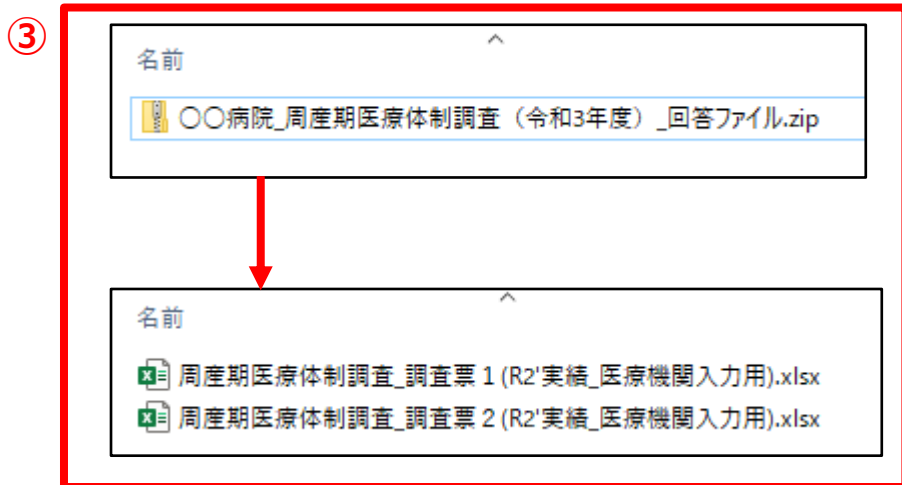 ③
名前
〇〇病院_周産期医療体制調査（令和3年度）_回答ファイル.zip
名前
周産期医療体制調査_調査票１(R2'実績_医療機関入力用).xlsx
周産期医療体制調査_調査票２(R2'実績_医療機関入力用).xlsx